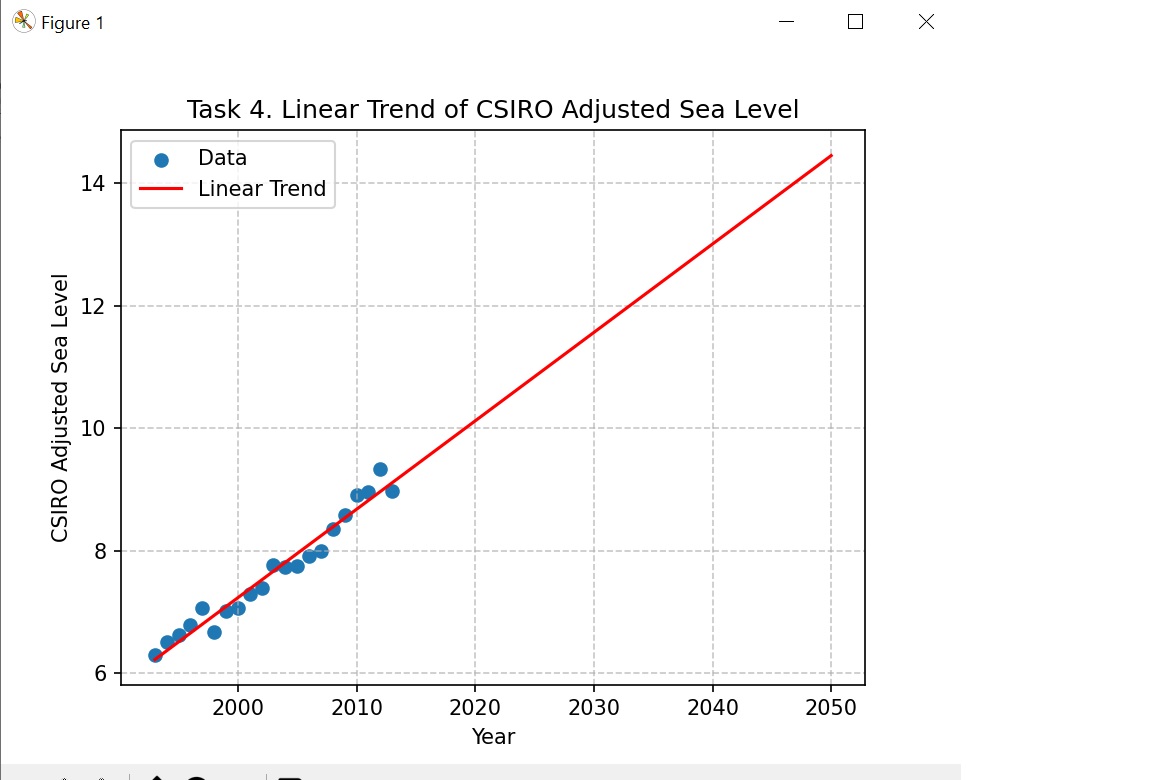 Figure 1
Task 4. Linear Trend of CSIRO Adjusted Sea Level
Data
Linear Trend
14
12
10
8
6
CSIRO Adjusted Sea Level
2000 2010 2020 2030 2040 2050
Year